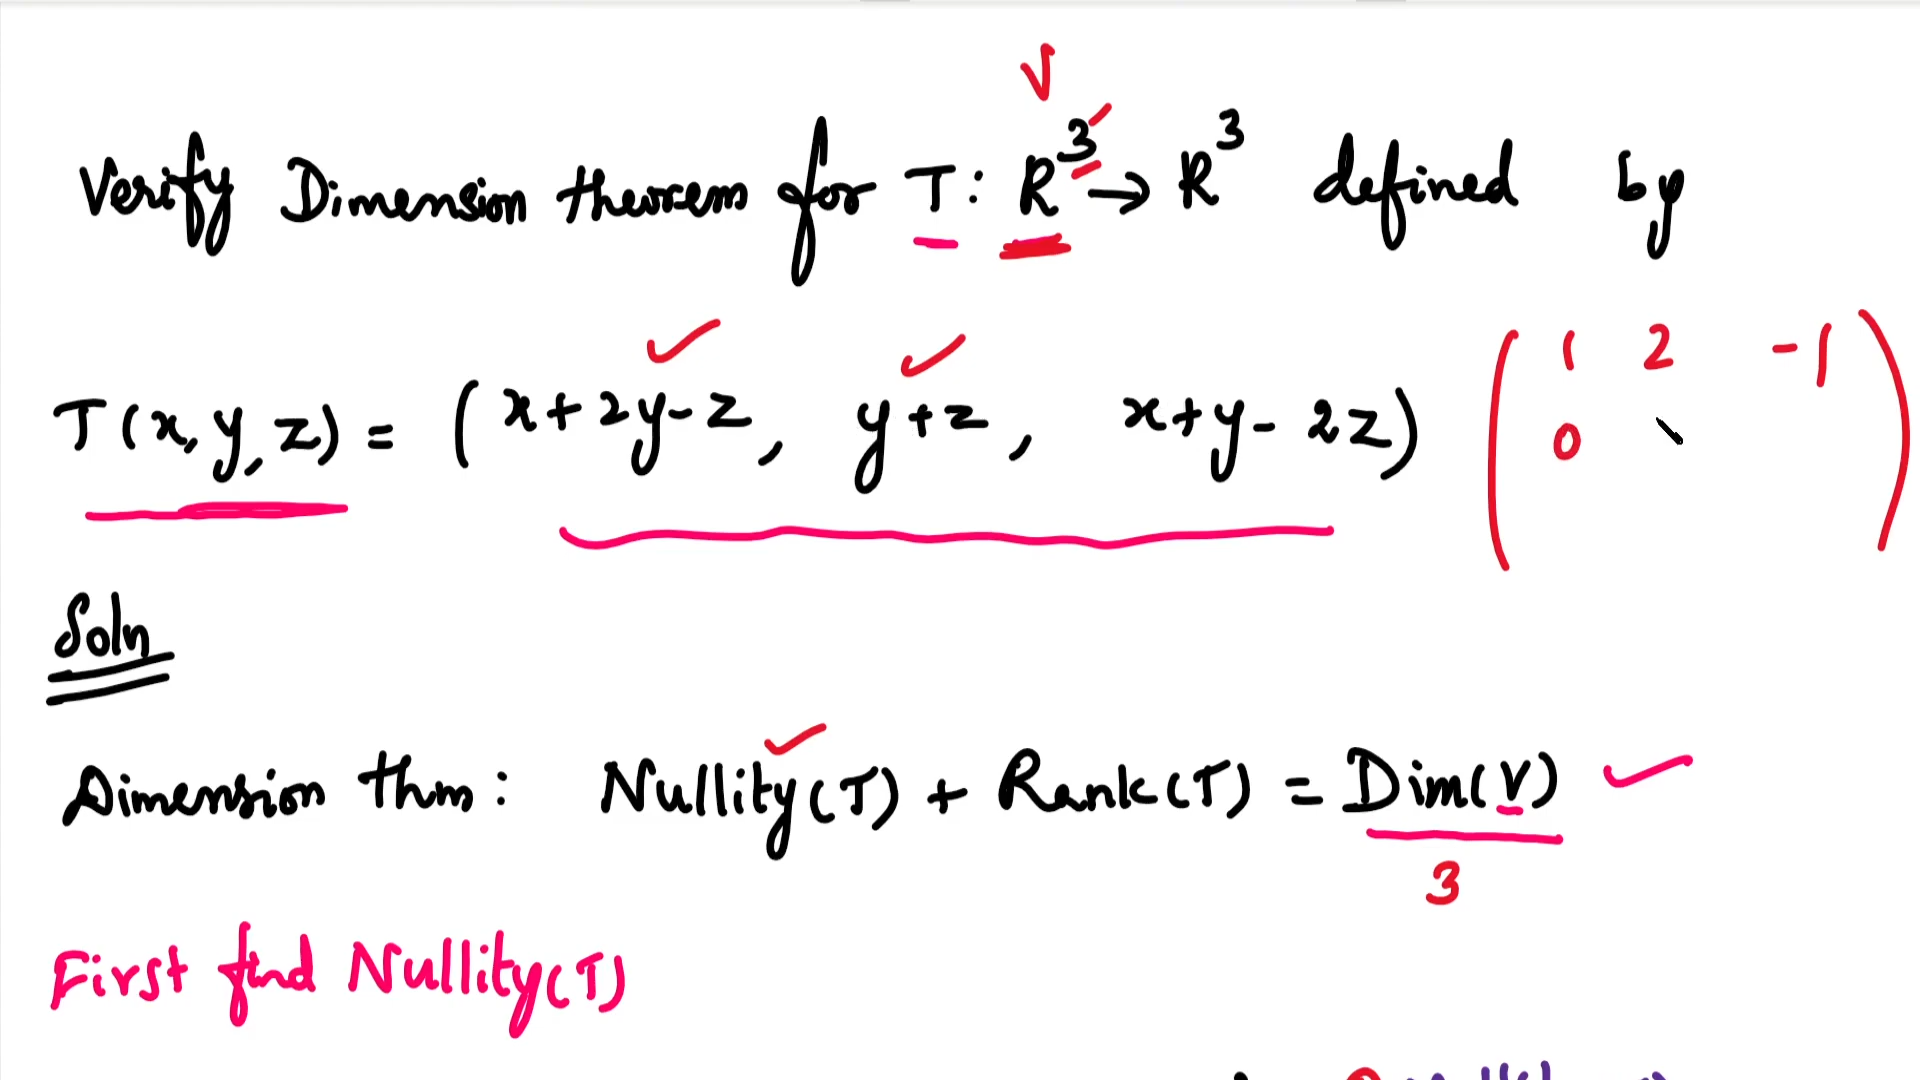 V
Verify Dimension theorem for T: R³ → R³ defined by
T(x, y, z) = (x+2y-z, y+z, x+y-2z)
1 2 -1
0
Soln
Dimension thm: Nullity(T) + Rank(T) = Dim(V)
3
First find Nullity(T)